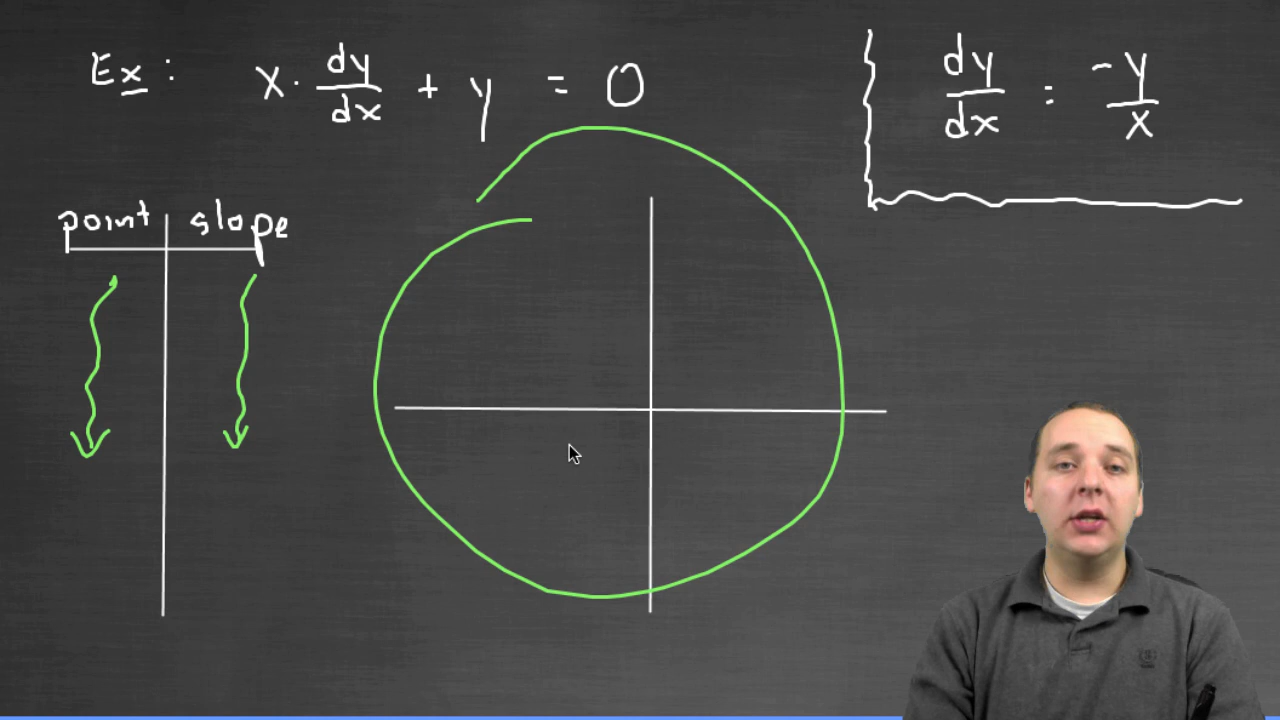 Ex: x · dy/dx + y = 0
dy/dx = -y/x
point slope